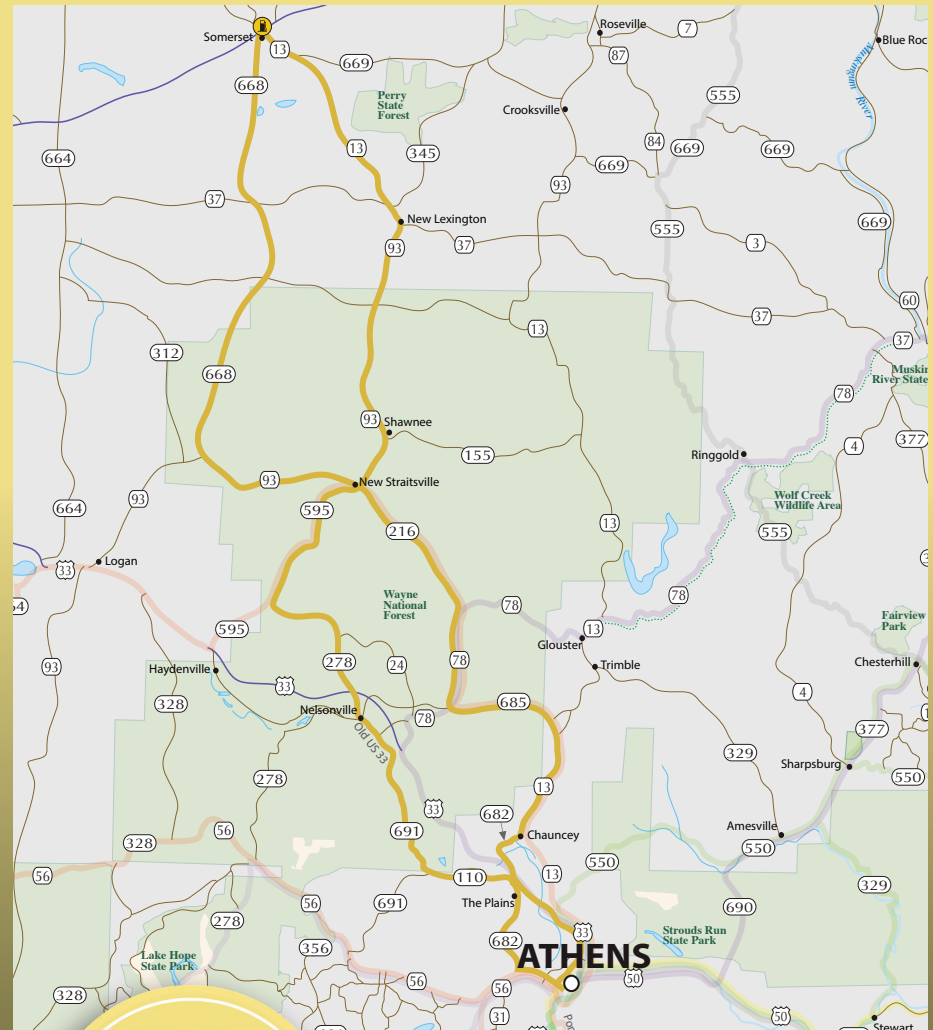 Roseville
7
Blue Roc
Somerset
13
87
669
668
Muskingum River
555
Perry
State
Forest
Crooksville
84
669
669
13
345
664
669
93
37
669
New Lexington
555
93
37
3
60
37
13
37
312
668
78
Muskin
River State
93
Shawnee
377
155
4
Ringgold
93
New Straitsville
93
Wolf Creek
Wildlife Area
664
595
216
13
555
Logan
33
Wayne
National
Forest
78
78
64
595
13
Fairview
Park
Glouster
278
24
78
Trimble
Chesterhill
93
Haydenville
33
4
328
685
Nelsonville
78
377
Old US 33
329
Sharpsburg
278
13
550
33
682
56
691
Chauncey
Amesville
328
550
550
56
110
13
329
The Plains
691
56
690
278
682
33
Strouds Run
State Park
356
ATHENS
Lake Hope
State Park
56
50
328
56
31
50
Stewart